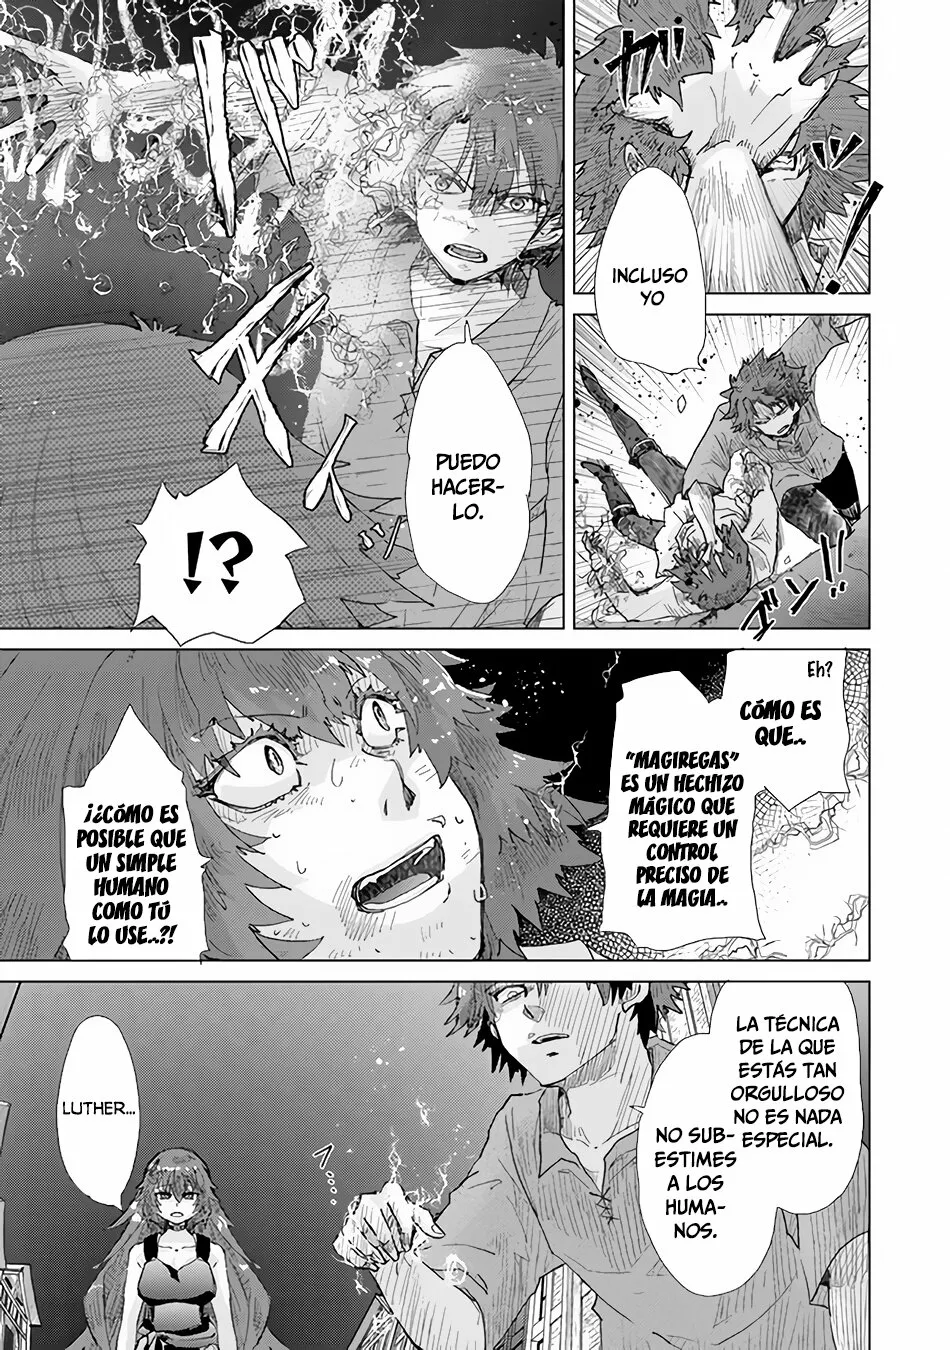 INCLUSO
YO
ゴン!!
PUEDO
HACER-
LO.
!?
Eh?
CÓMO ES
QUE..
"MAGIREGAS"
ES UN HECHIZO
MÁGICO QUE
REQUIERE UN
CONTROL
PRECISO DE
LA MAGIA..
¡¿¿CÓMO ES
POSIBLE QUE
UN SIMPLE
HUMANO
COMO TÚ
LO USE..?!
LA TÉCNICA
DE LA QUE
ESTÁS TAN
ORGULLOSO
NO ES NADA
ESPECIAL.
NO SUB-
ESTIMES
A LOS
HUMA-
NOS.
LUTHER...